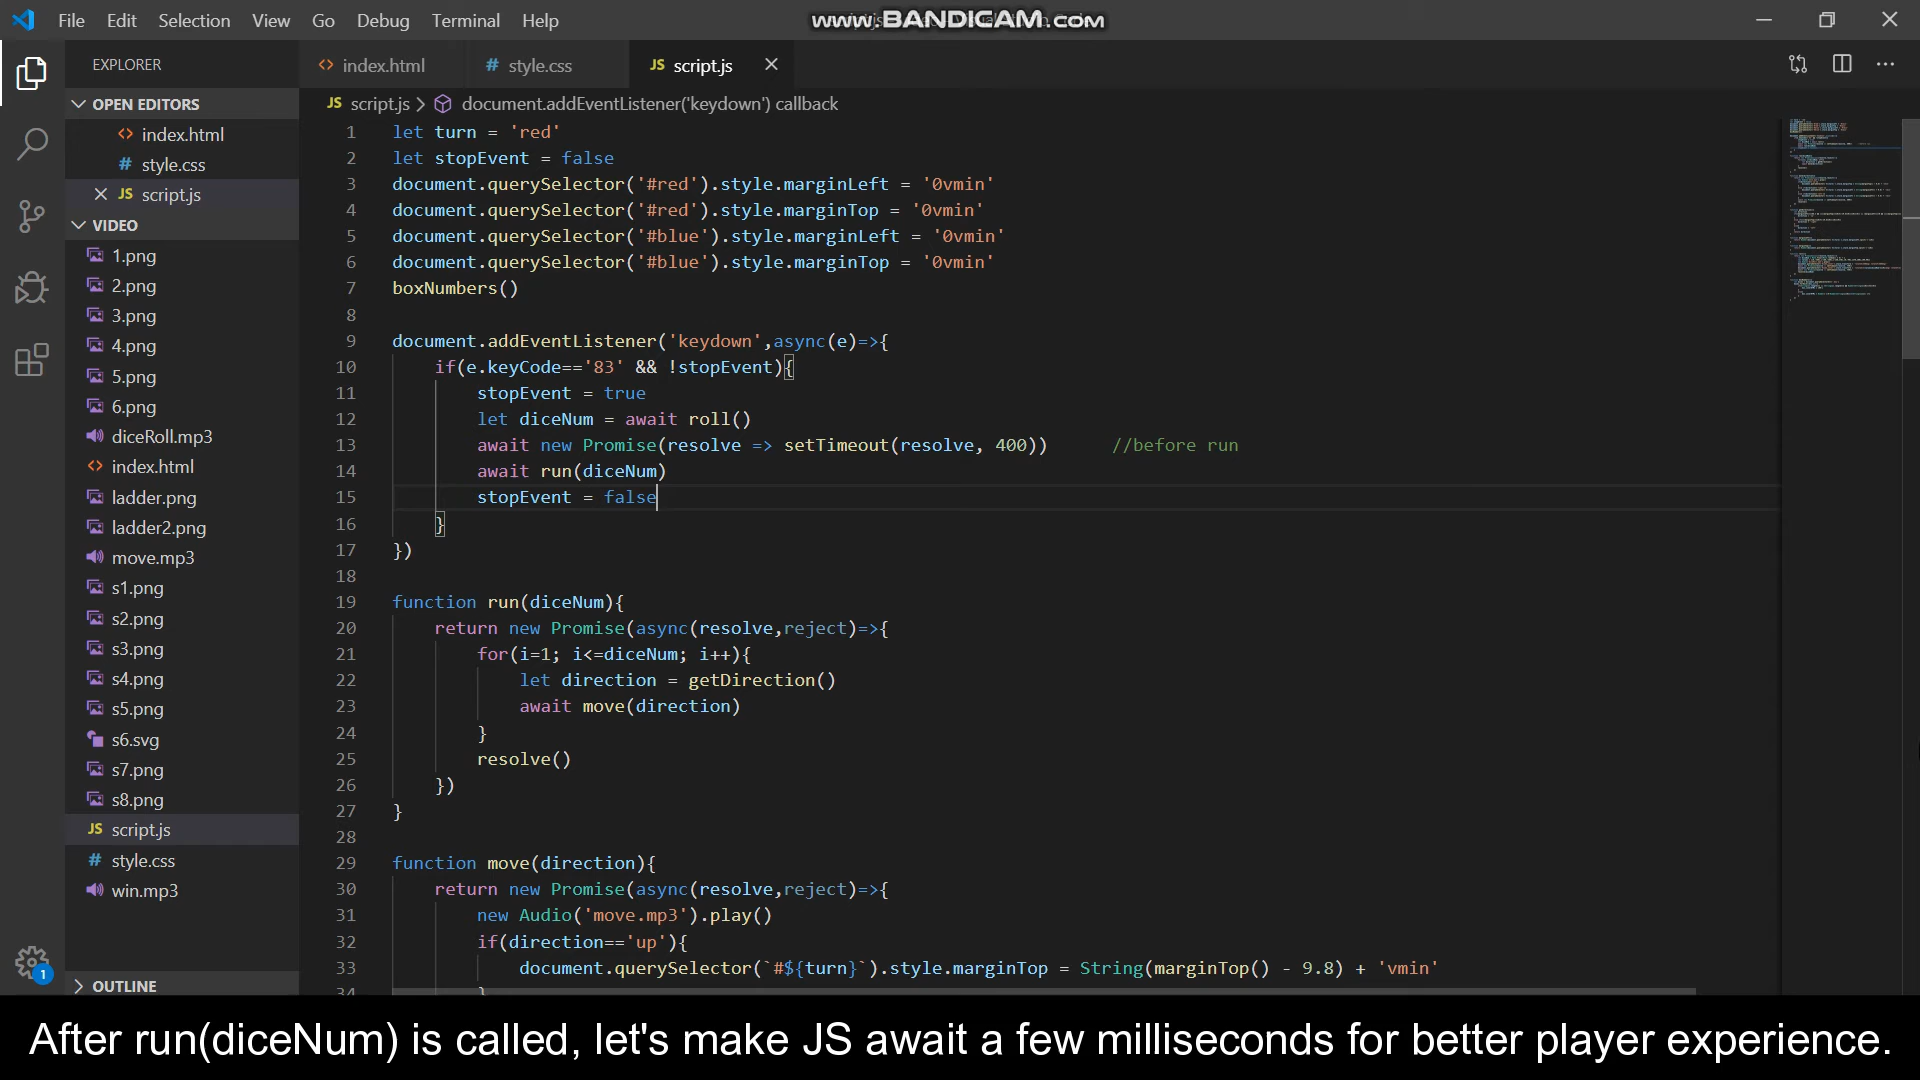 File Edit Selection View Go Debug Terminal Help
www.BANDICAM.com
EXPLORER
index.html
style.css
script.js
OPEN EDITORS
index.html
style.css
script.js
VIDEO
1.png
2.png
3.png
4.png
5.png
6.png
diceRoll.mp3
index.html
ladder.png
ladder2.png
move.mp3
s1.png
s2.png
s3.png
s4.png
s5.png
s6.svg
s7.png
s8.png
JS script.js
# style.css
win.mp3
1
OUTLINE
JS script.js > document.addEventListener('keydown') callback
1 let turn = 'red'
2 let stopEvent = false
3 document.querySelector('#red').style.marginLeft = '0vmin'
4 document.querySelector('#red').style.marginTop = '0vmin'
5 document.querySelector('#blue').style.marginLeft = '0vmin'
6 document.querySelector('#blue').style.marginTop = '0vmin'
7 boxNumbers()
8
9 document.addEventListener('keydown',async(e)=>{
10 if(e.keyCode=='83' && !stopEvent){
11 stopEvent = true
12 let diceNum = await roll()
13 await new Promise(resolve => setTimeout(resolve, 400)) //before run
14 await run(diceNum)
15 stopEvent = false
16 }
17 })
18
19 function run(diceNum){
20 return new Promise(async(resolve,reject)=>{
21 for(i=1; i<=diceNum; i++){
22 let direction = getDirection()
23 await move(direction)
24 }
25 resolve()
26 })
27 }
28
29 function move(direction){
30 return new Promise(async(resolve,reject)=>{
31 new Audio('move.mp3').play()
32 if(direction=='up'){
33 document.querySelector(`#${turn}`).style.marginTop = String(marginTop() - 9.8) + 'vmin'
34 }
After run(diceNum) is called, let's make JS await a few milliseconds for better player experience.